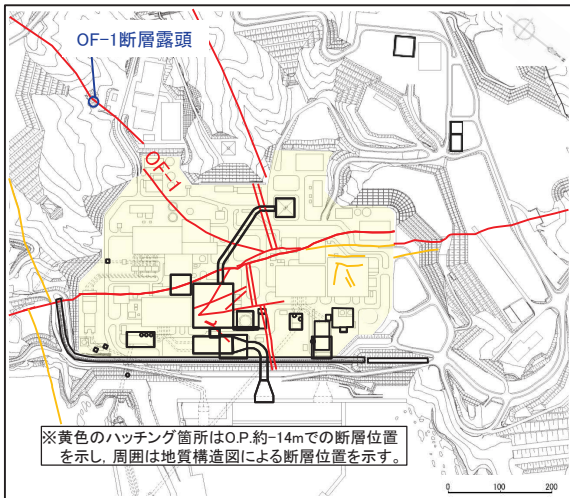 OF-1断層露頭
OF-1
※黄色のハッチング箇所はO.P.約-14mでの断層位置
を示し，周囲は地質構造図による断層位置を示す。
0 100 200